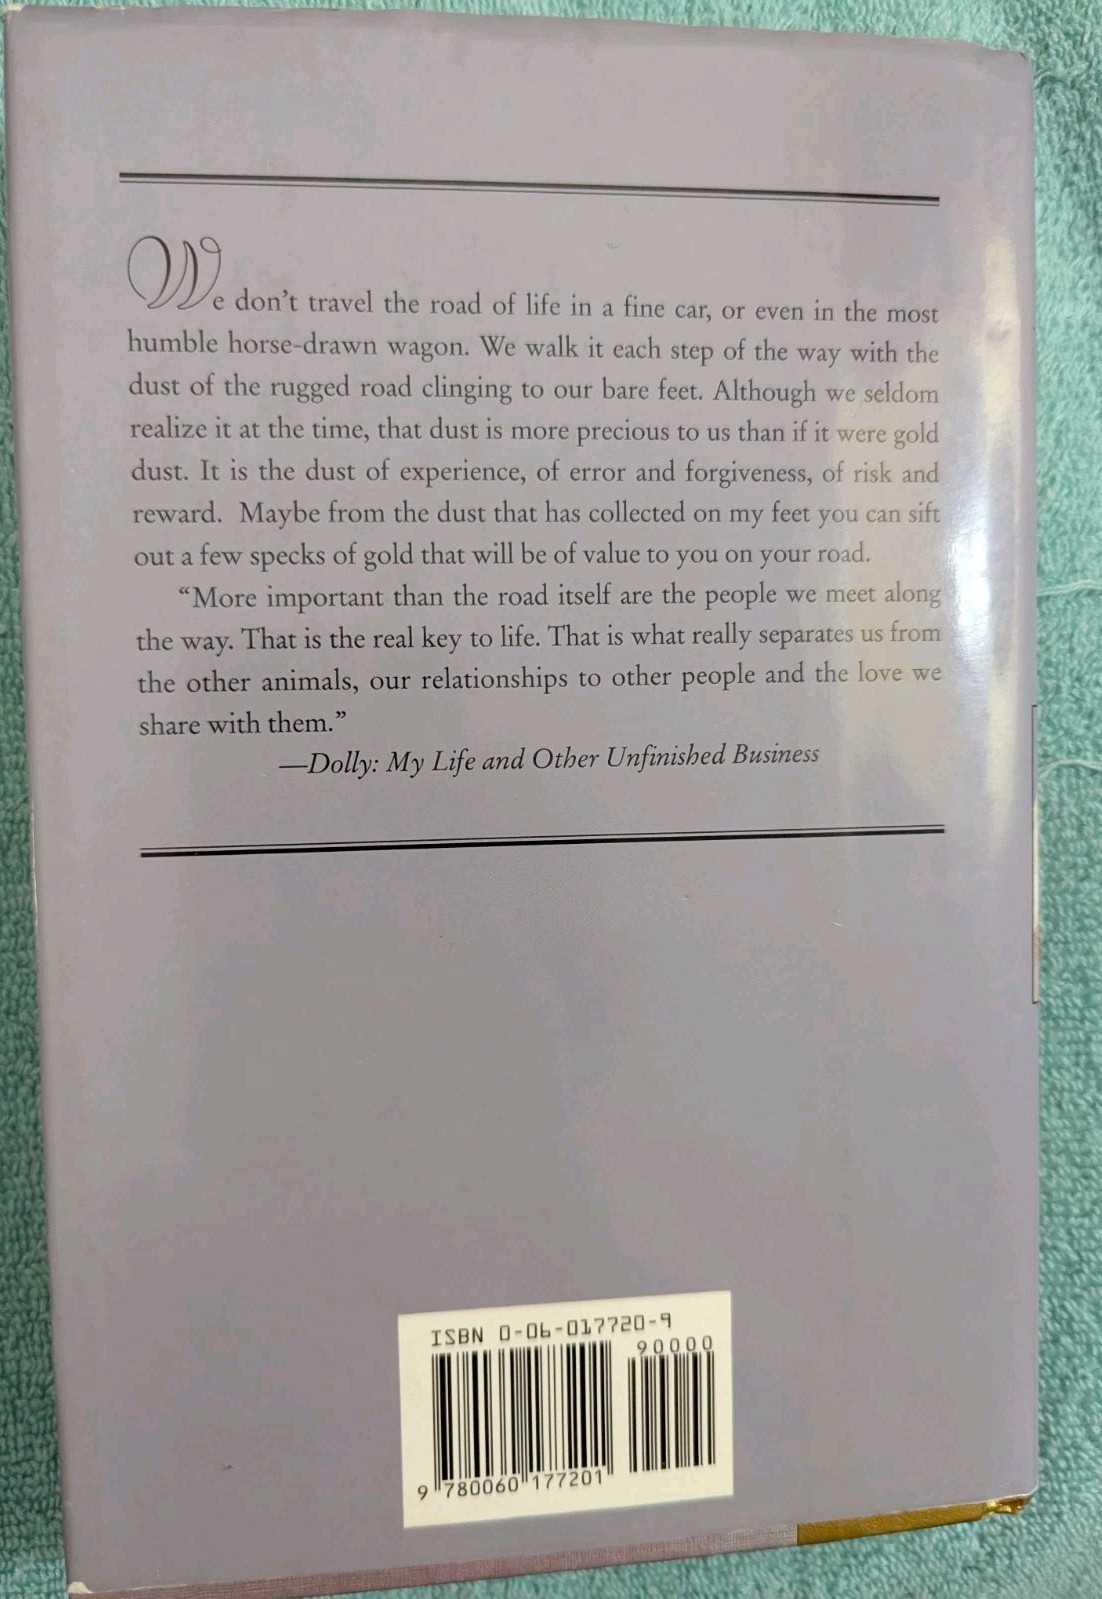 We don’t travel the road of life in a fine car, or even in the most
humble horse-drawn wagon. We walk it each step of the way with the
dust of the rugged road clinging to our bare feet. Although we seldom
realize it at the time, that dust is more precious to us than if it were gold
dust. It is the dust of experience, of error and forgiveness, of risk and
reward. Maybe from the dust that has collected on my feet you can sift
out a few specks of gold that will be of value to you on your road.
“More important than the road itself are the people we meet along
the way. That is the real key to life. That is what really separates us from
the other animals, our relationships to other people and the love we
share with them.”
—Dolly: My Life and Other Unfinished Business
ISBN 0-06-017720-9
90000
9 780060 177201